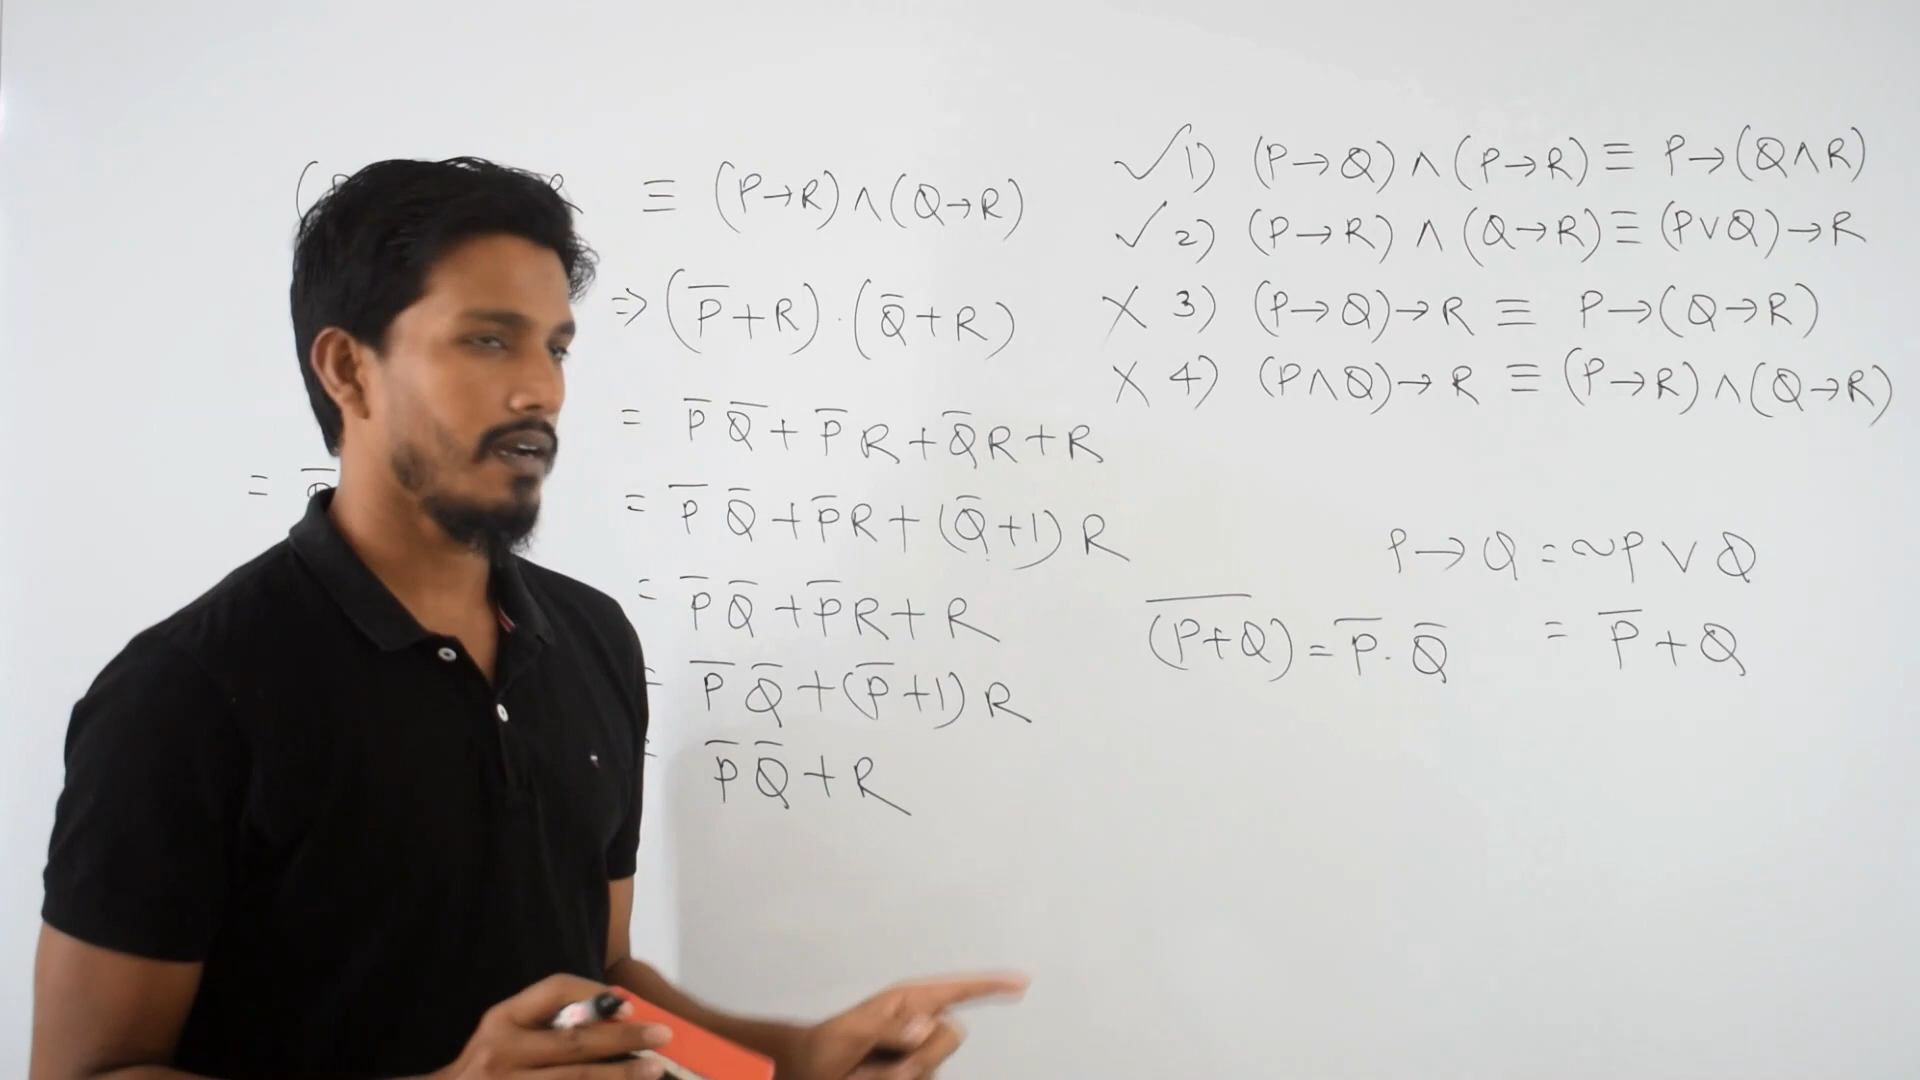 ≡ (P→R)∧(Q→R)
⇒ (P̅+R)·(Q̅+R)
= P̅ Q̅ + P̅ R + Q̅ R + R
=
= P̅ Q̅ + P̅ R + (Q̅+1) R
= P̅ Q̅ + P̅ R + R
= P̅ Q̅ + (P̅+1) R
= P̅ Q̅ + R
✓ 1) (P→Q)∧(P→R) ≡ P→(Q∧R)
✓ 2) (P→R)∧(Q→R) ≡ (P∨Q)→R
X 3) (P→Q)→R ≡ P→(Q→R)
X 4) (P∧Q)→R ≡ (P→R)∧(Q→R)
P→Q = ~P ∨ Q
= P̅ + Q
(P+Q)̅ = P̅ · Q̅